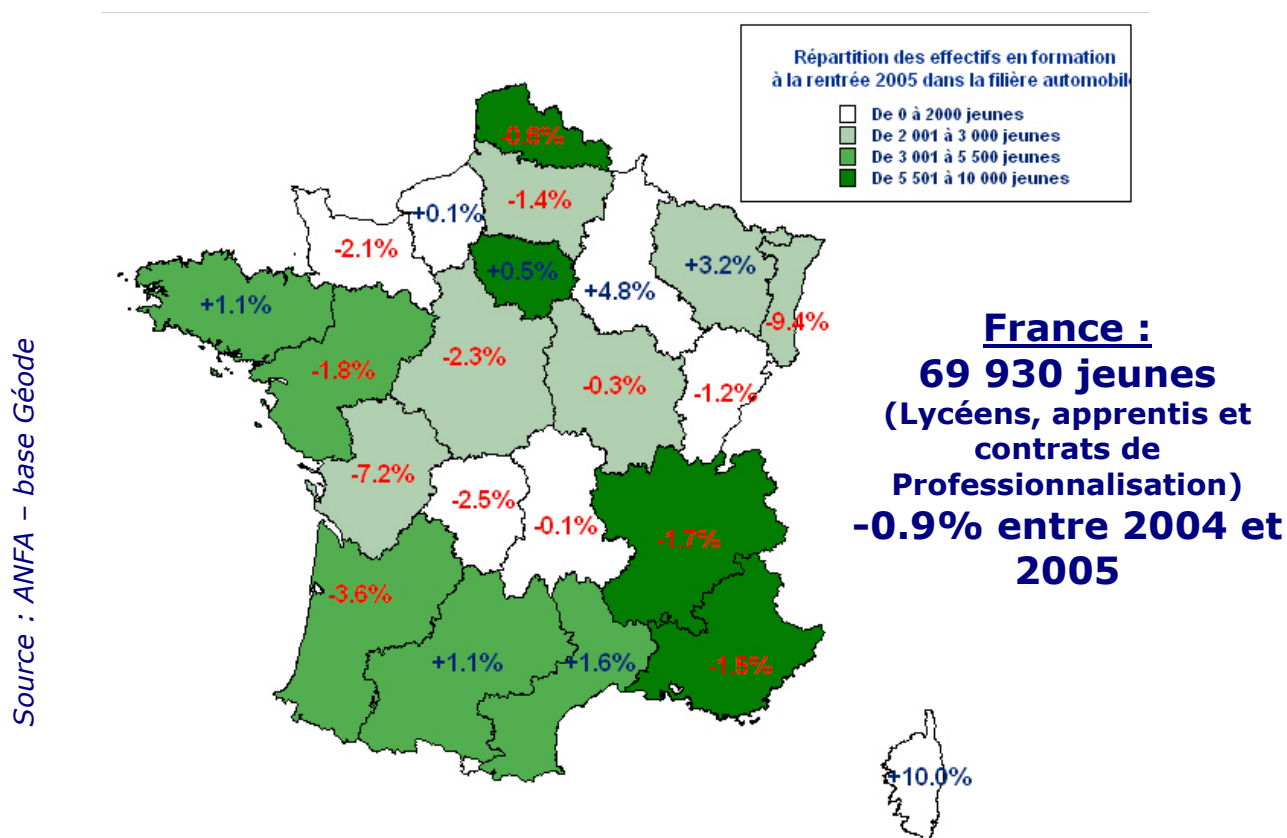 Répartition des effectifs en formation
à la rentrée 2005 dans la filière automobile
De 0 à 2000 jeunes
De 2 001 à 3 000 jeunes
De 3 001 à 5 500 jeunes
De 5 501 à 10 000 jeunes
-0.6%
-1.4%
+0.1%
-2.1%
+0.5%
+4.8%
+3.2%
-9.4%
+1.1%
-1.8%
-2.3%
-0.3%
-1.2%
-7.2%
-2.5%
-0.1%
-1.7%
-3.6%
+1.1%
+1.6%
-1.5%
+10.0%
France :
69 930 jeunes
(Lycéens, apprentis et
contrats de
Professionnalisation)
-0.9% entre 2004 et
2005
Source : ANFA – base Géode